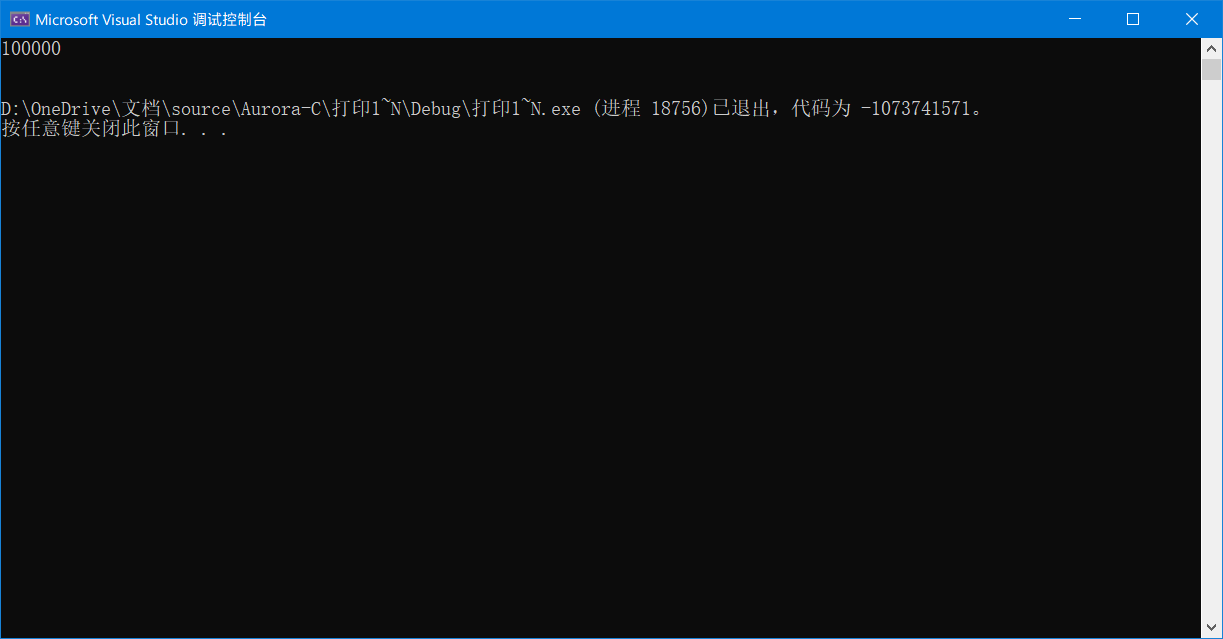 Microsoft Visual Studio 调试控制台
100000
D:\OneDrive\文档\source\Aurora-C\打印1~N\Debug\打印1~N.exe (进程 18756)已退出，代码为 -1073741571。
按任意键关闭此窗口. . .